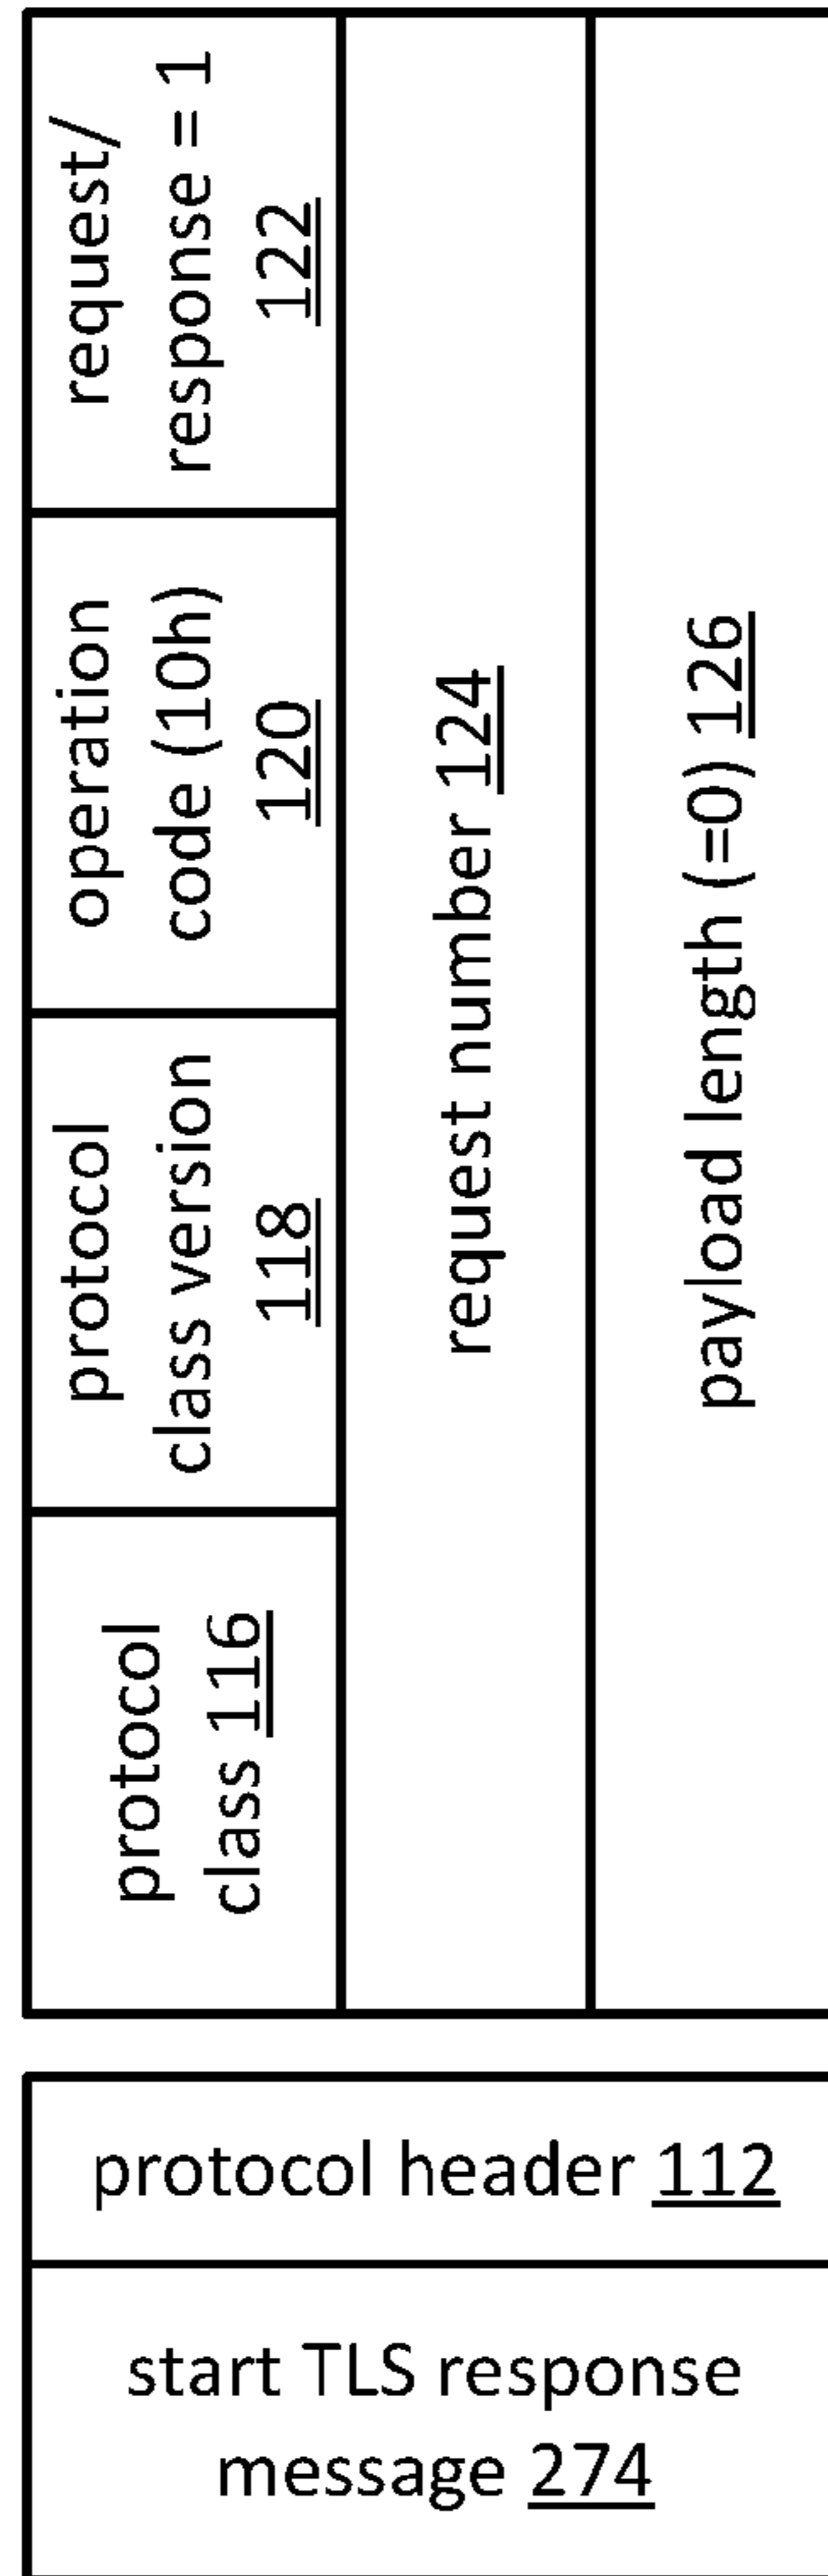 protocol
class 116
protocol
class version
118
operation
code (10h)
120
request/
response = 1
122
request number 124
payload length (=0) 126
protocol header 112
start TLS response
message 274